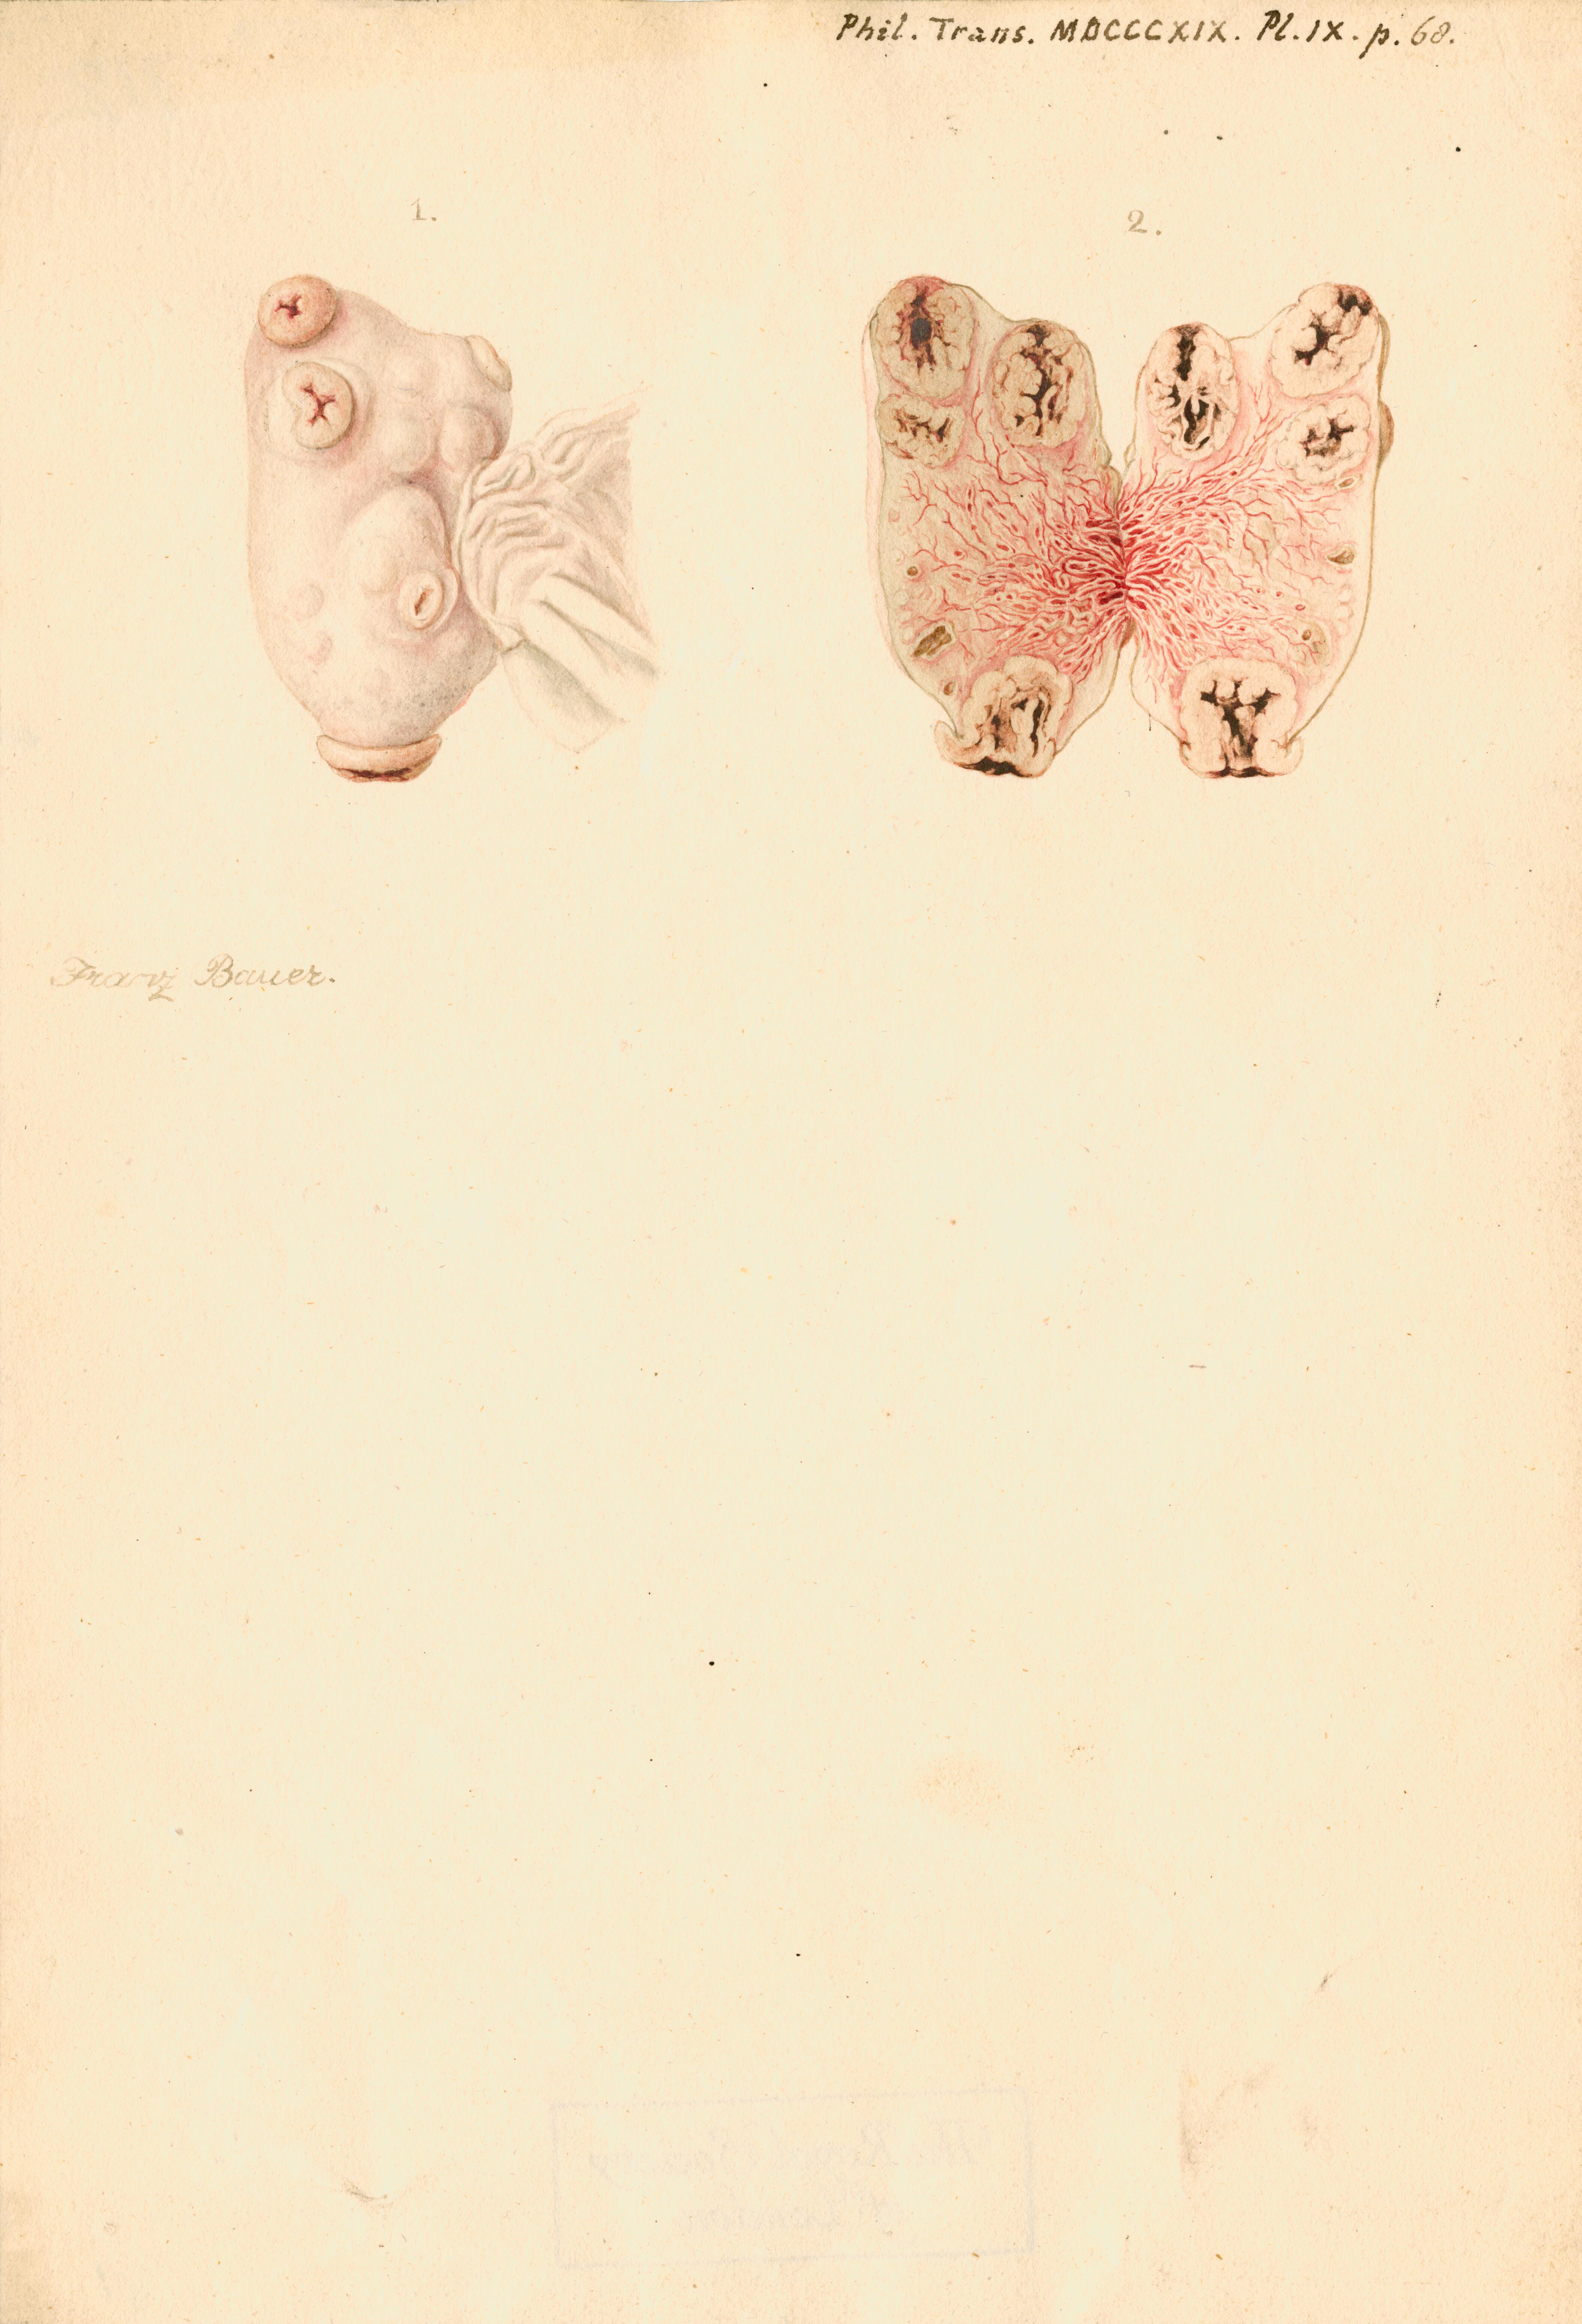 Phil. Trans. MDCCCXIX. Pl. IX. p. 68.
1.
2.
Franz Bauer.